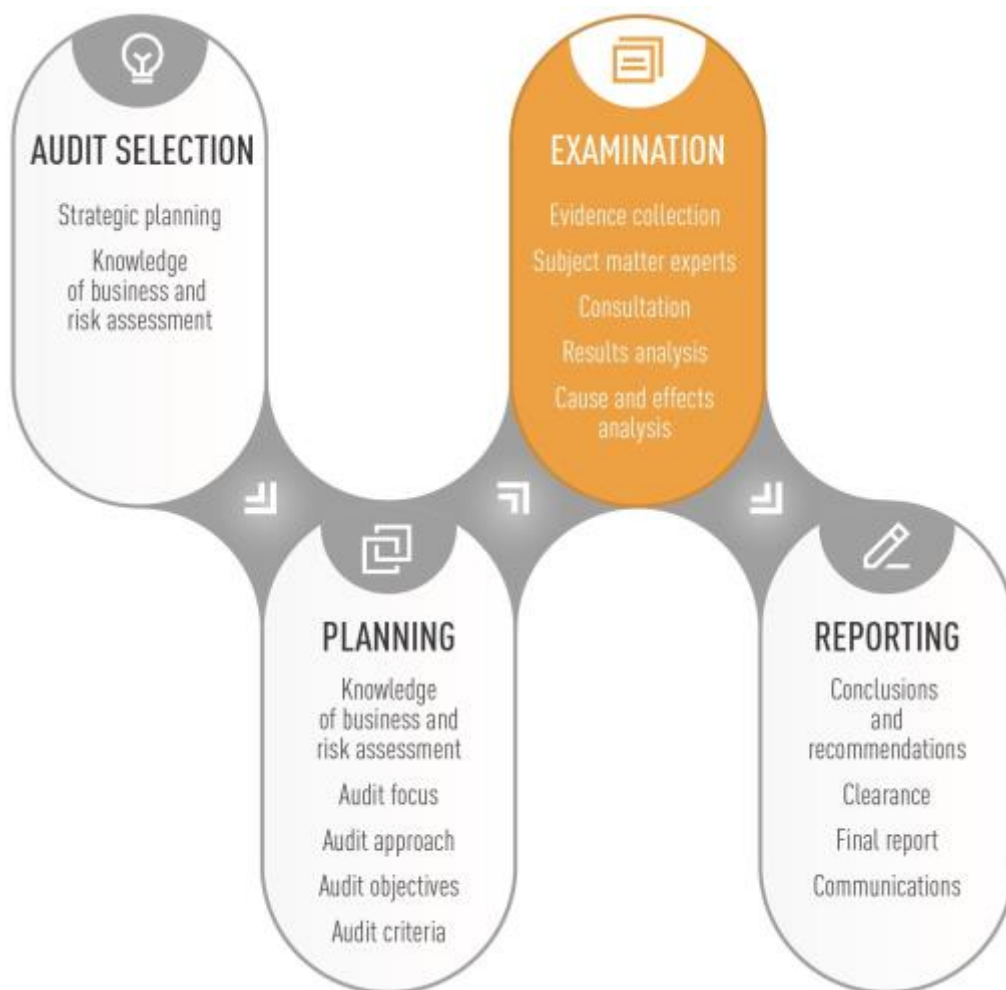 AUDIT SELECTION
Strategic planning
Knowledge
of business and
risk assessment
PLANNING
Knowledge
of business and
risk assessment
Audit focus
Audit approach
Audit objectives
Audit criteria
EXAMINATION
Evidence collection
Subject matter experts
Consultation
Results analysis
Cause and effects
analysis
REPORTING
Conclusions
and
recommendations
Clearance
Final report
Communications